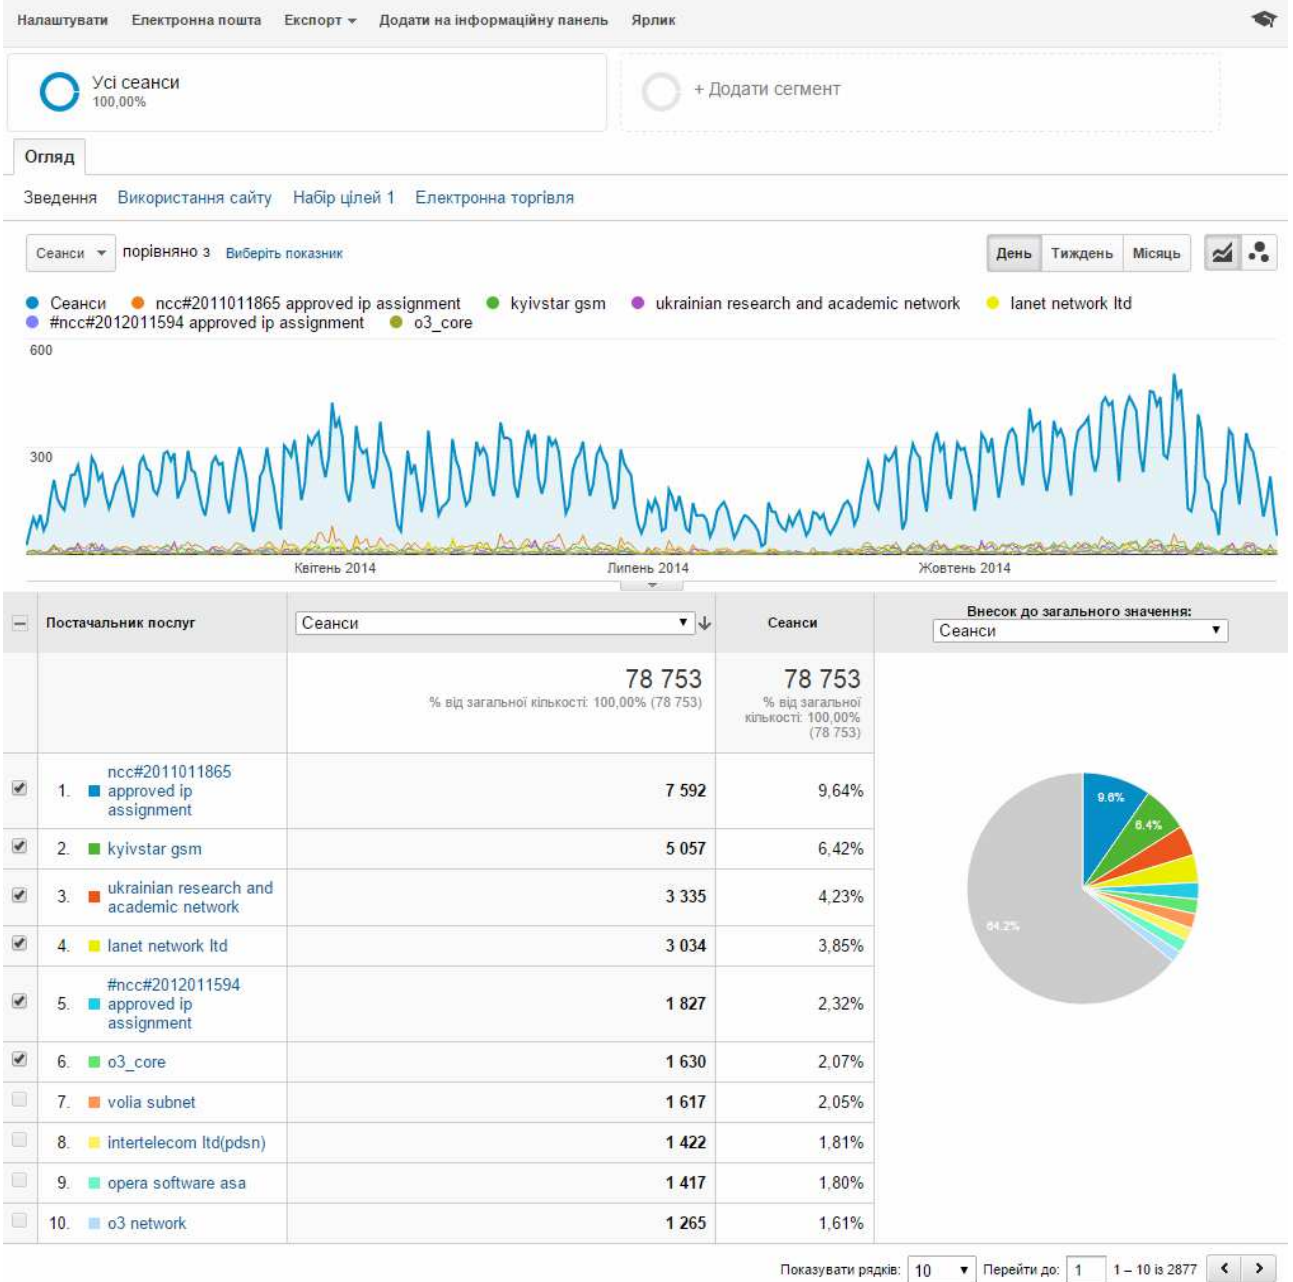 Налаштувати Електронна пошта Експорт Додати на інформаційну панель Ярлик
Усі сеанси
100,00%
+ Додати сегмент
Огляд
Зведення Використання сайту Набір цілей 1 Електронна торгівля
Сеанси порівняно з Виберіть показник День Тиждень Місяць
Сеанси ncc#2011011865 approved ip assignment kyivstar gsm ukrainian research and academic network lanet network ltd
#ncc#2012011594 approved ip assignment o3_core
600
300
Квітень 2014 Липень 2014 Жовтень 2014
Постачальник послуг Сеанси Сеанси Внесок до загального значення:
Сеанси
78 753 78 753
% від загальної кількості: 100,00% (78 753) % від загальної
кількості: 100,00%
(78 753)
1. ncc#2011011865
approved ip
assignment 7 592 9,64%
2. kyivstar gsm 5 057 6,42%
3. ukrainian research and
academic network 3 335 4,23%
4. lanet network ltd 3 034 3,85%
5. #ncc#2012011594
approved ip
assignment 1 827 2,32%
6. o3_core 1 630 2,07%
7. volia subnet 1 617 2,05%
8. intertelecom ltd(pdsn) 1 422 1,81%
9. opera software asa 1 417 1,80%
10. o3 network 1 265 1,61%
9.6%
6.4%
64.2%
Показувати рядків: 10 Перейти до: 1 1 – 10 із 2877